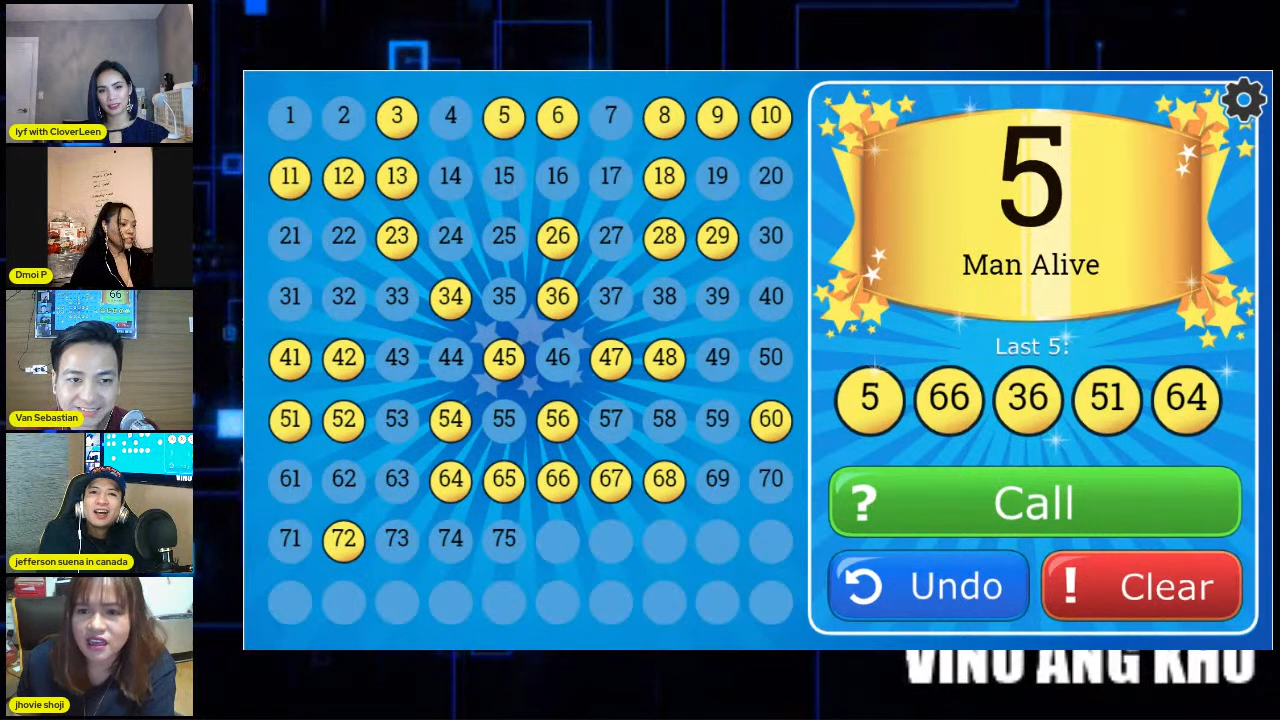 lyf with CloverLeen
Dmoi P
66
Van Sebastian
jefferson suena in canada
jhovie shoji
1 2 3 4 5 6 7 8 9 10
11 12 13 14 15 16 17 18 19 20
21 22 23 24 25 26 27 28 29 30
31 32 33 34 35 36 37 38 39 40
41 42 43 44 45 46 47 48 49 50
51 52 53 54 55 56 57 58 59 60
61 62 63 64 65 66 67 68 69 70
71 72 73 74 75
5
Man Alive
Last 5:
5 66 36 51 64
? Call
Undo
! Clear
VINO ANG KHO